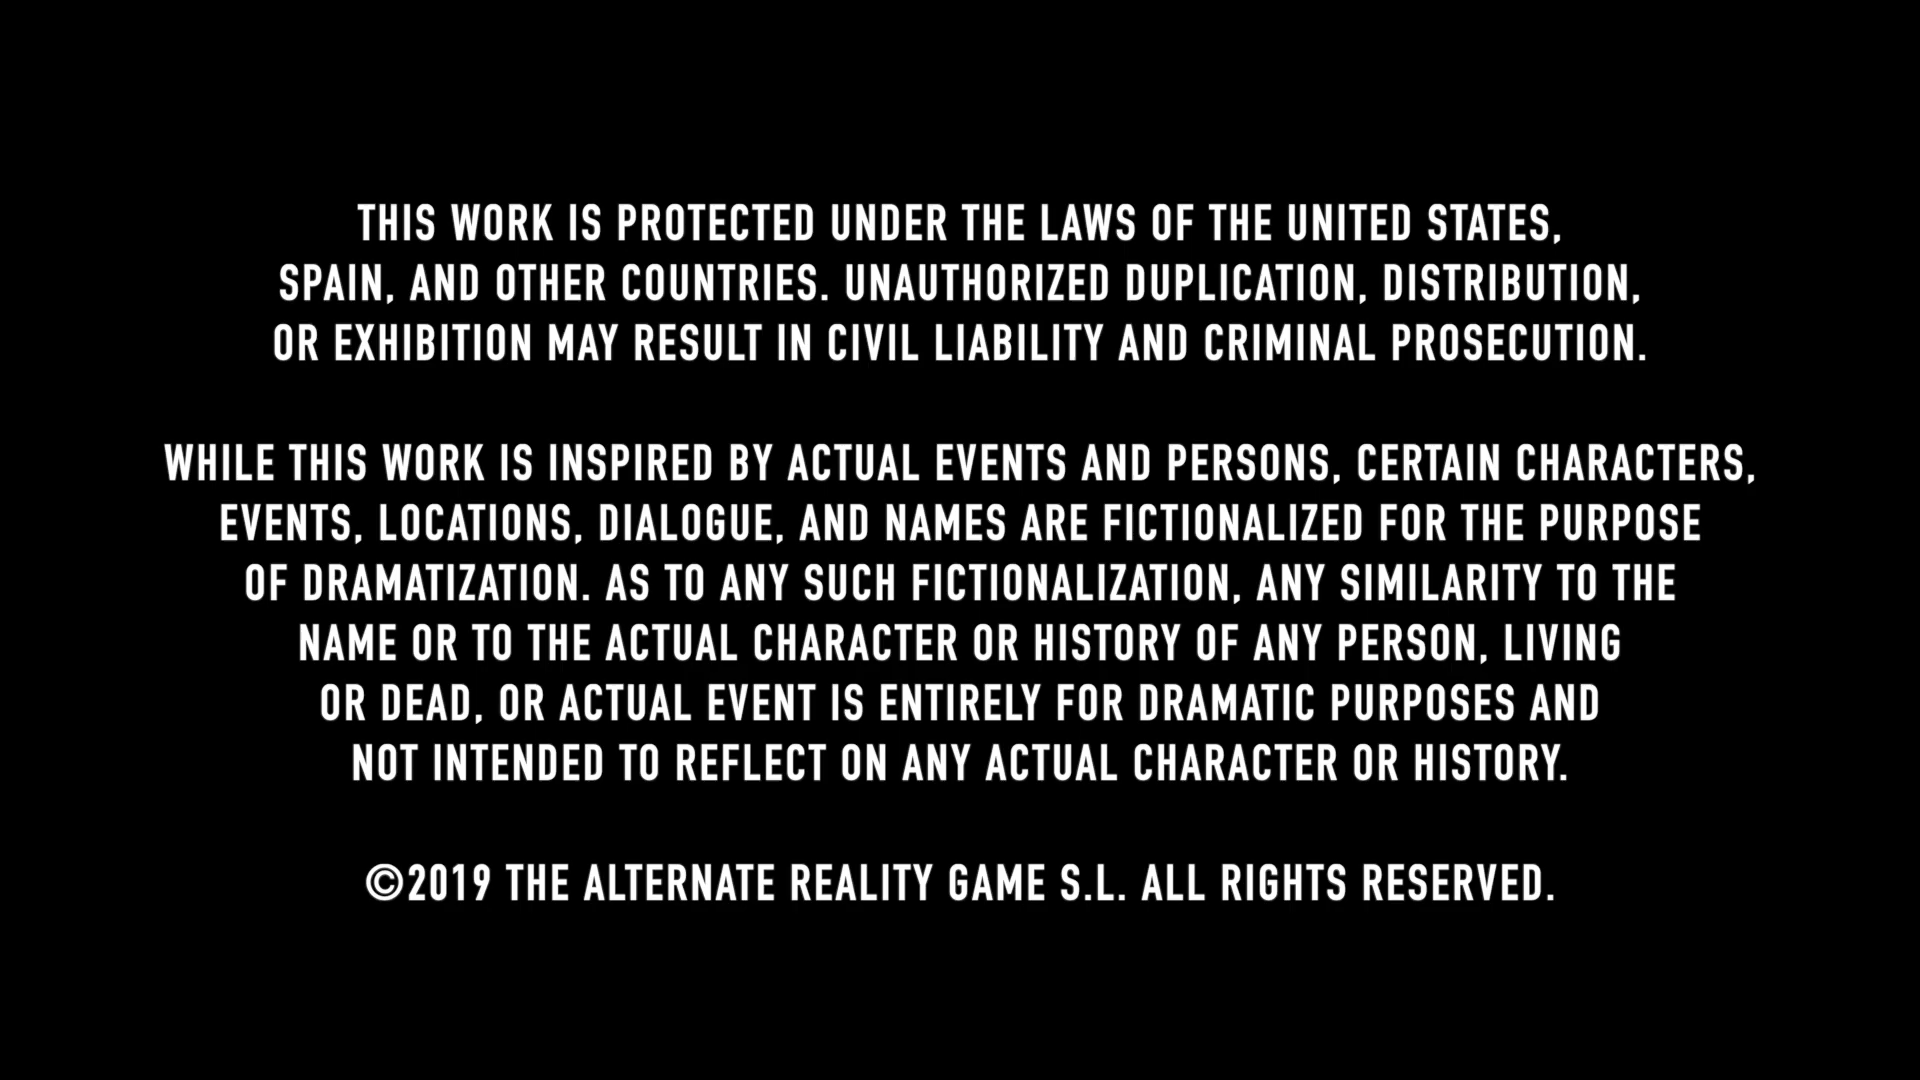 THIS WORK IS PROTECTED UNDER THE LAWS OF THE UNITED STATES,
SPAIN, AND OTHER COUNTRIES. UNAUTHORIZED DUPLICATION, DISTRIBUTION,
OR EXHIBITION MAY RESULT IN CIVIL LIABILITY AND CRIMINAL PROSECUTION.
WHILE THIS WORK IS INSPIRED BY ACTUAL EVENTS AND PERSONS, CERTAIN CHARACTERS,
EVENTS, LOCATIONS, DIALOGUE, AND NAMES ARE FICTIONALIZED FOR THE PURPOSE
OF DRAMATIZATION. AS TO ANY SUCH FICTIONALIZATION, ANY SIMILARITY TO THE
NAME OR TO THE ACTUAL CHARACTER OR HISTORY OF ANY PERSON, LIVING
OR DEAD, OR ACTUAL EVENT IS ENTIRELY FOR DRAMATIC PURPOSES AND
NOT INTENDED TO REFLECT ON ANY ACTUAL CHARACTER OR HISTORY.
©2019 THE ALTERNATE REALITY GAME S.L. ALL RIGHTS RESERVED.